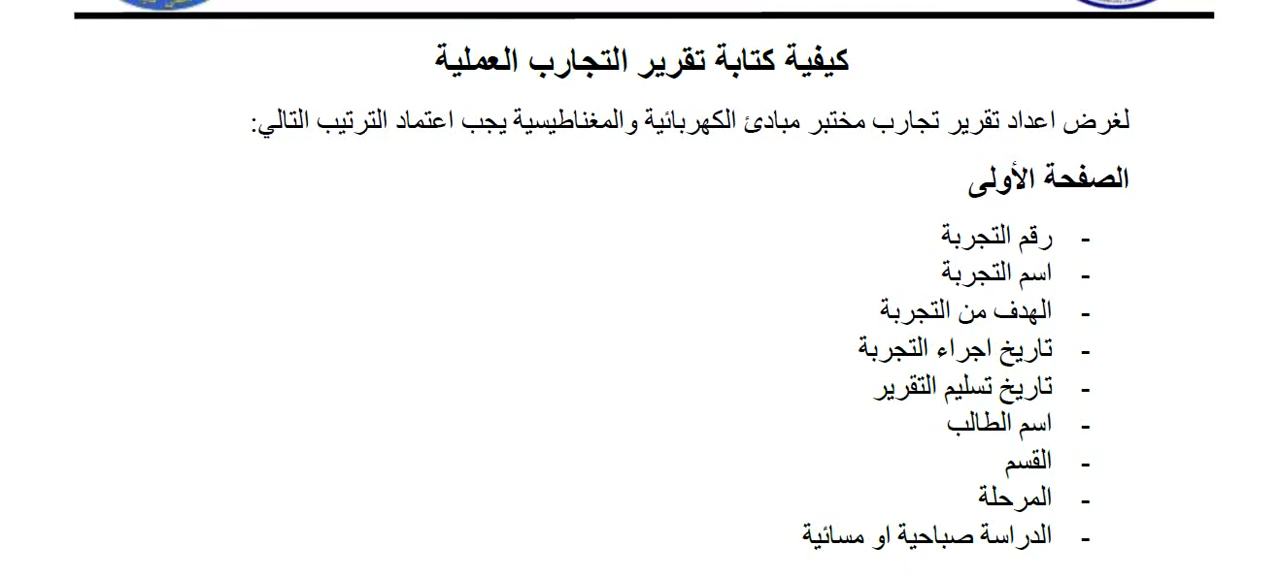 كيفية كتابة تقرير التجارب العملية
لغرض اعداد تقرير تجارب مختبر مبادئ الكهربائية والمغناطيسية يجب اعتماد الترتيب التالي:
الصفحة الأولى
- رقم التجربة
- اسم التجربة
- الهدف من التجربة
- تاريخ اجراء التجربة
- تاريخ تسليم التقرير
- اسم الطالب
- القسم
- المرحلة
- الدراسة صباحية او مسائية